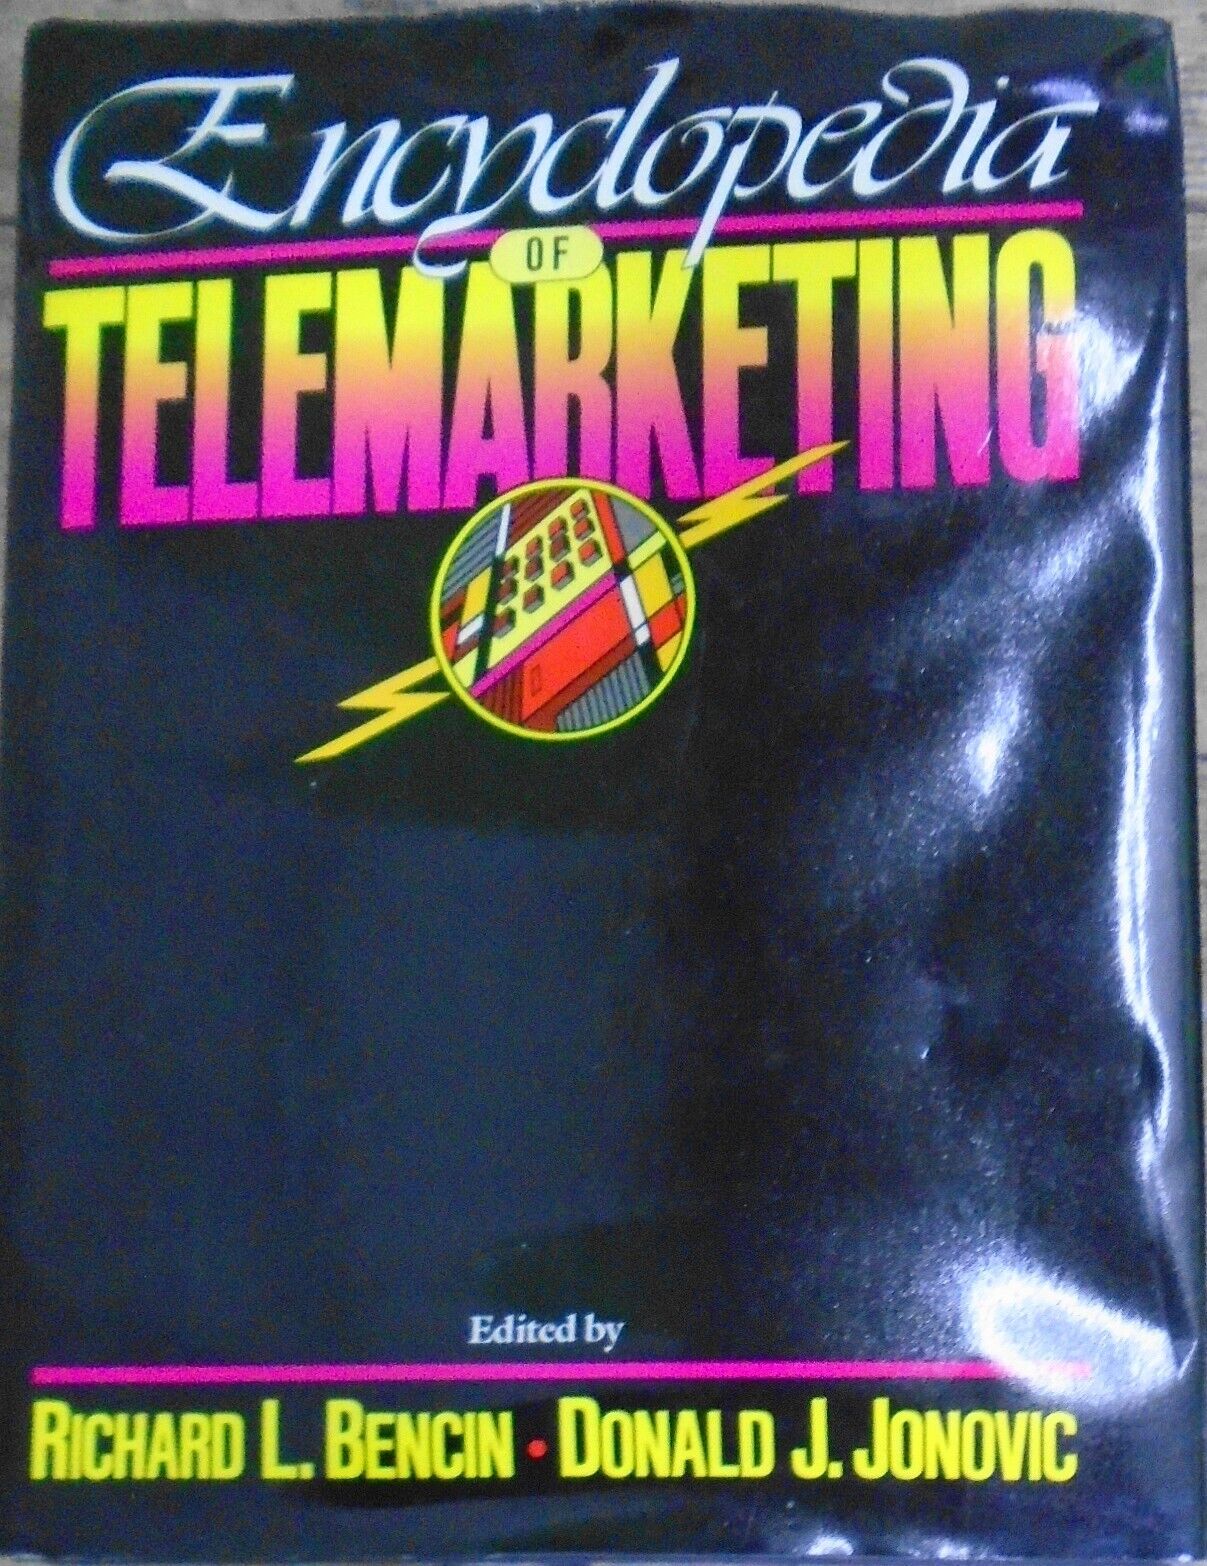 Encyclopedia
OF
TELEMARKETING
Edited by
RICHARD L. BENCIN • DONALD J. JONOVIC